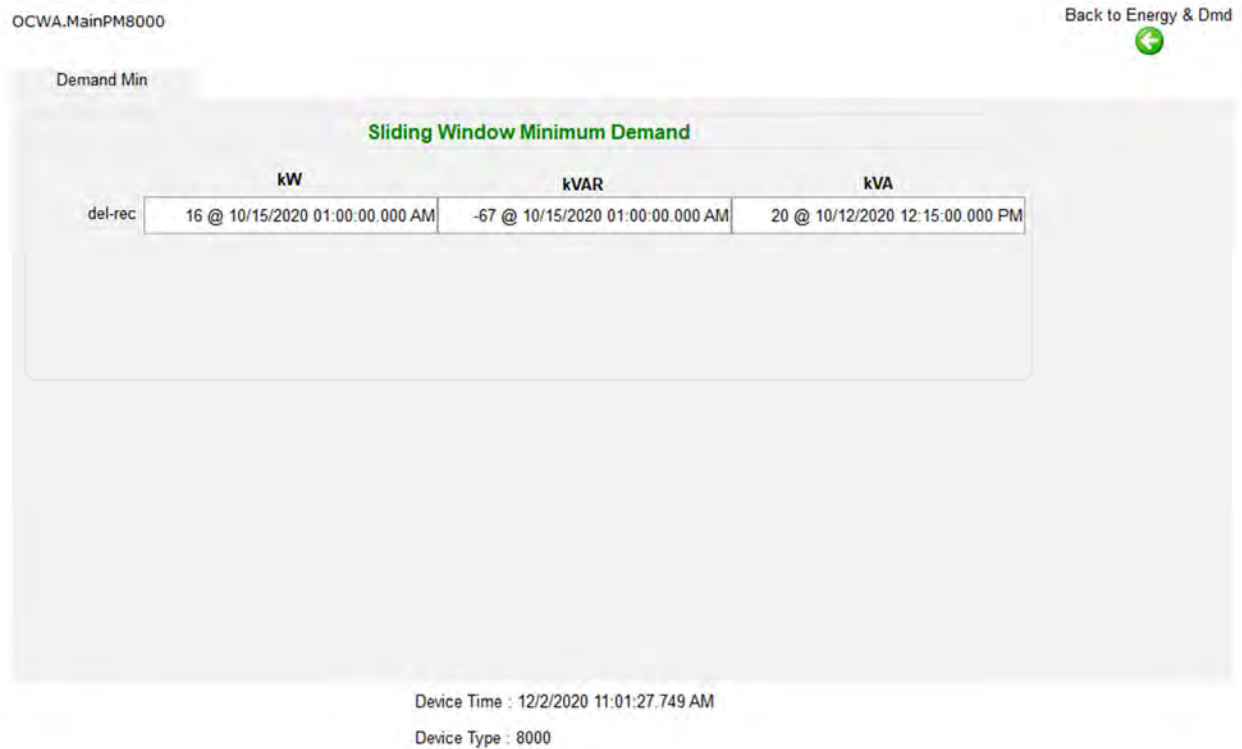 OCWA.MainPM8000
Back to Energy & Dmd
Demand Min
Sliding Window Minimum Demand
kW kVAR kVA
del-rec 16 @ 10/15/2020 01:00:00.000 AM -67 @ 10/15/2020 01:00:00.000 AM 20 @ 10/12/2020 12:15:00.000 PM
Device Time : 12/2/2020 11:01:27.749 AM
Device Type : 8000